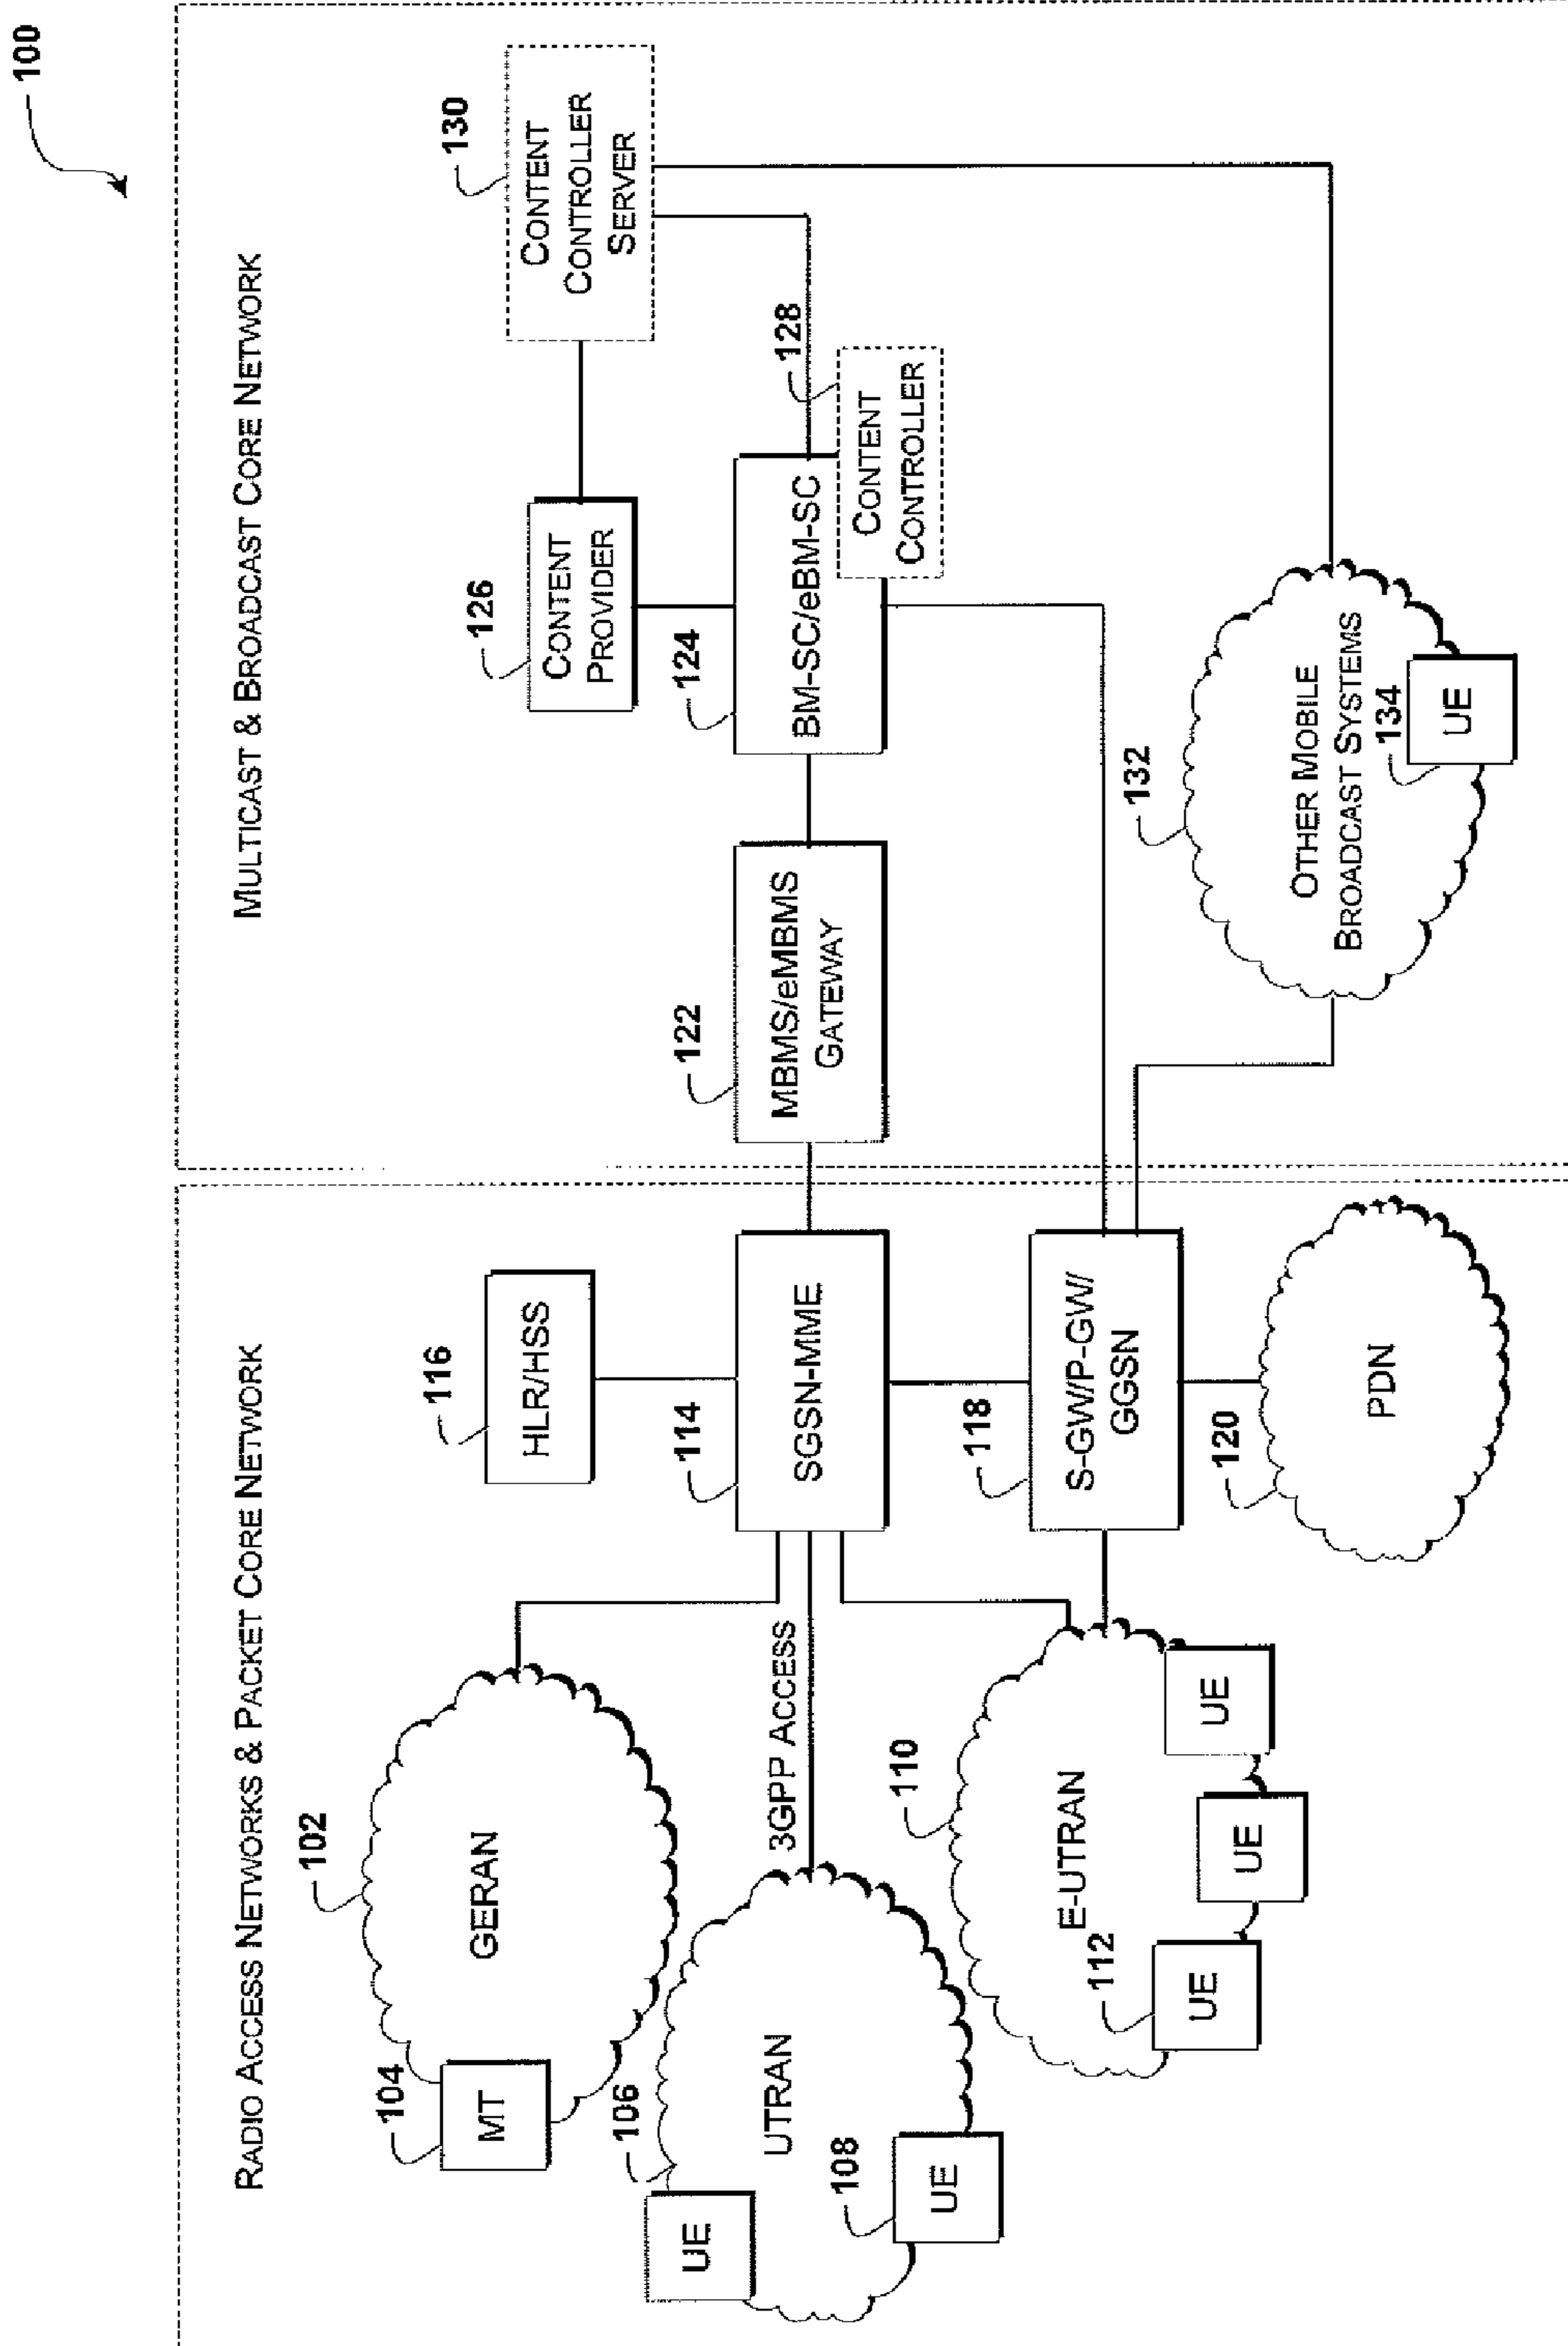 100
RADIO ACCESS NETWORKS & PACKET CORE NETWORK
MULTICAST & BROADCAST CORE NETWORK
102
GERAN
104
MT
106
UTRAN
UE
108
UE
3GPP ACCESS
110
E-UTRAN
112
UE
UE
UE
116
HLR/HSS
114
SGSN-MME
118
S-GW/P-GW/
GGSN
120
PDN
122
MBMS/eMBMS
GATEWAY
126
CONTENT
PROVIDER
124
BM-SC/eBM-SC
128
CONTENT
CONTROLLER
130
CONTENT
CONTROLLER
SERVER
132
OTHER MOBILE
BROADCAST SYSTEMS
134
UE